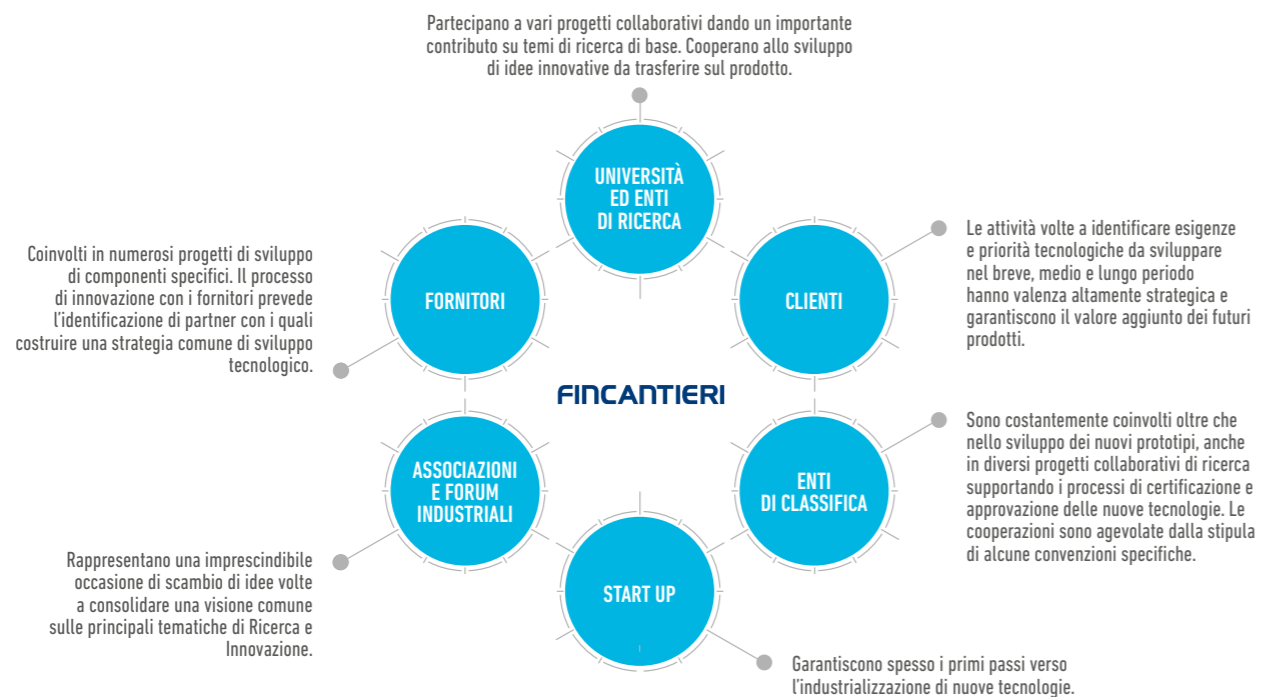 Partecipano a vari progetti collaborativi dando un importante
contributo su temi di ricerca di base. Cooperano allo sviluppo
di idee innovative da trasferire sul prodotto.
UNIVERSITÀ
ED ENTI
DI RICERCA
Coinvolti in numerosi progetti di sviluppo
di componenti specifici. Il processo
di innovazione con i fornitori prevede
l'identificazione di partner con i quali
costruire una strategia comune di sviluppo
tecnologico.
FORNITORI
CLIENTI
Le attività volte a identificare esigenze
e priorità tecnologiche da sviluppare
nel breve, medio e lungo periodo
hanno valenza altamente strategica e
garantiscono il valore aggiunto dei futuri
prodotti.
FINCANTIERI
ASSOCIAZIONI
E FORUM
INDUSTRIALI
ENTI
DI CLASSIFICA
Sono costantemente coinvolti oltre che
nello sviluppo dei nuovi prototipi, anche
in diversi progetti collaborativi di ricerca
supportando i processi di certificazione e
approvazione delle nuove tecnologie. Le
cooperazioni sono agevolate dalla stipula
di alcune convenzioni specifiche.
Rappresentano una imprescindibile
occasione di scambio di idee volte
a consolidare una visione comune
sulle principali tematiche di Ricerca e
Innovazione.
START UP
Garantiscono spesso i primi passi verso
l'industrializzazione di nuove tecnologie.